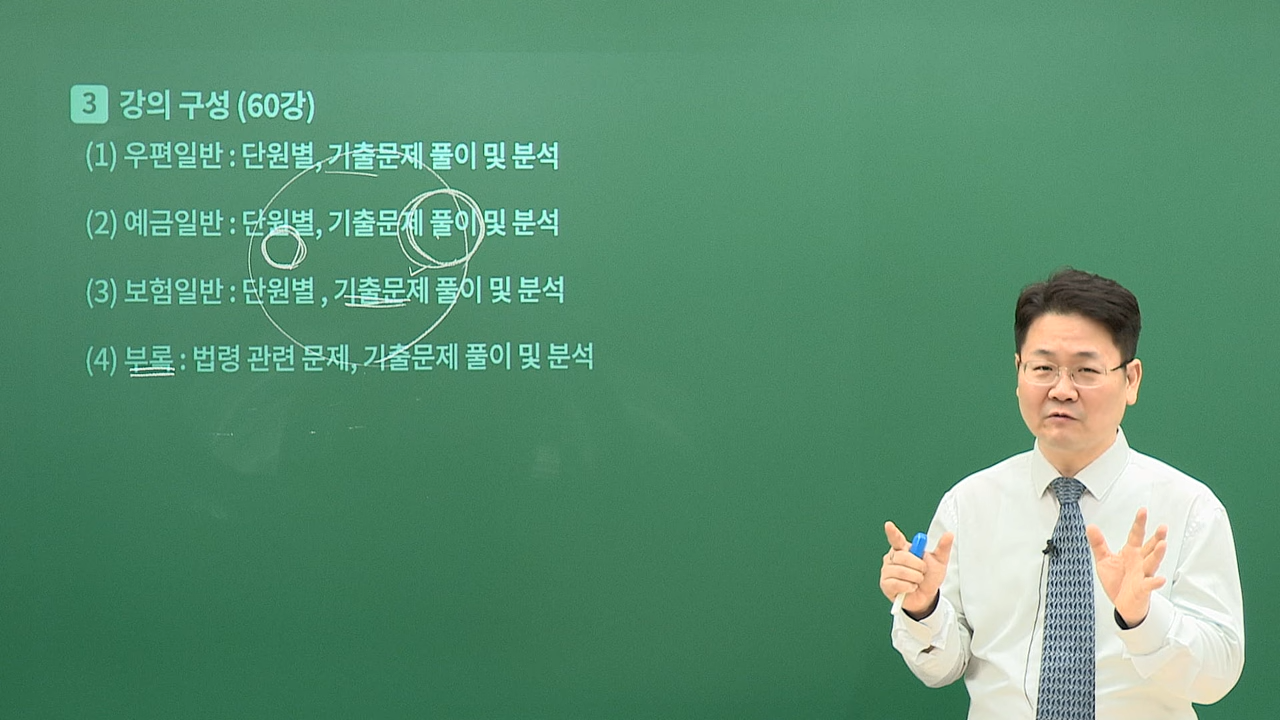 3 강의 구성 (60강)
(1) 우편일반 : 단원별, 기출문제 풀이 및 분석
(2) 예금일반 : 단원별, 기출문제 풀이 및 분석
(3) 보험일반 : 단원별 , 기출문제 풀이 및 분석
(4) 부록 : 법령 관련 문제, 기출문제 풀이 및 분석